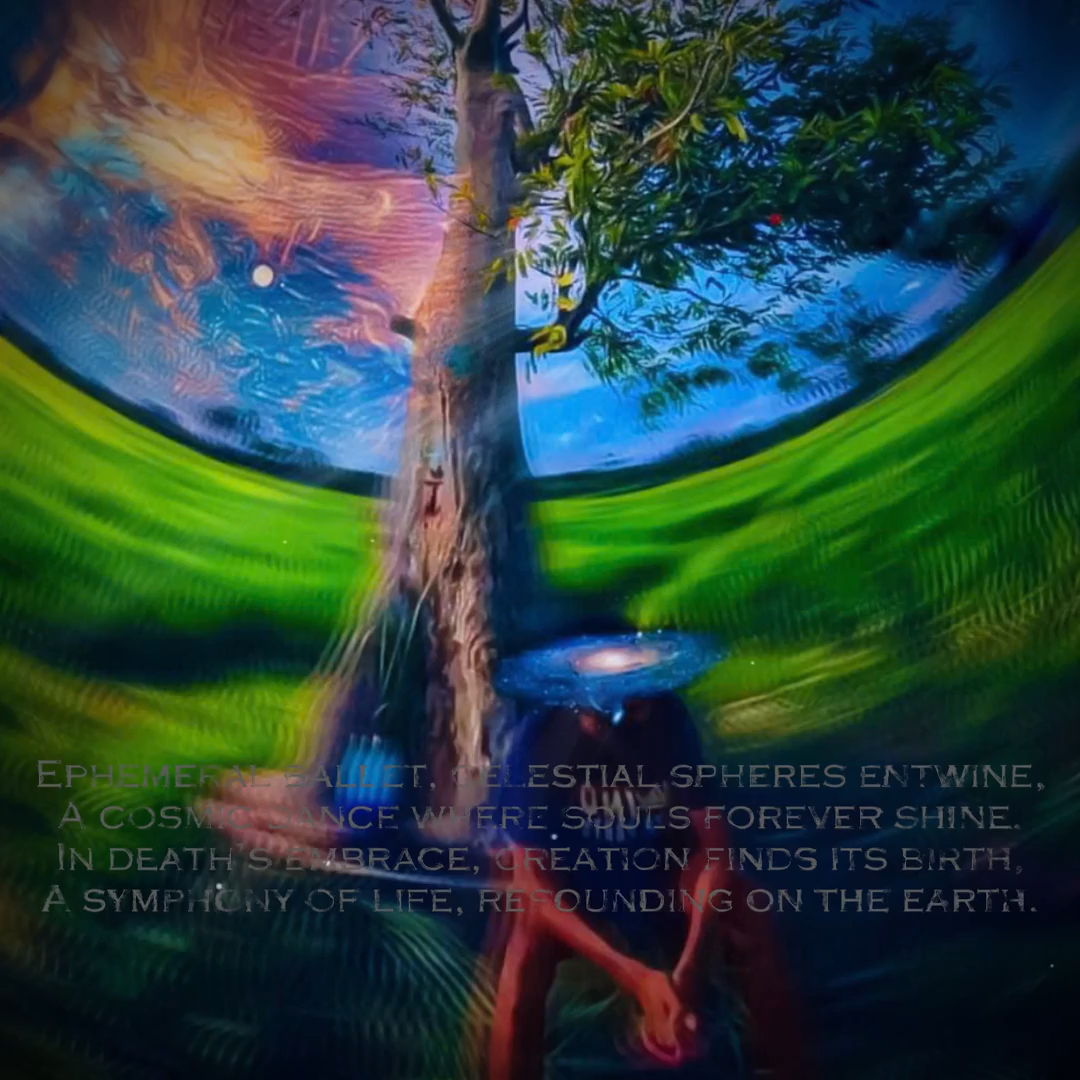 Ephemeral ballet, celestial spheres entwine,
A cosmic dance where souls forever shine.
In death's embrace, creation finds its birth,
A symphony of life, resounding on the earth.